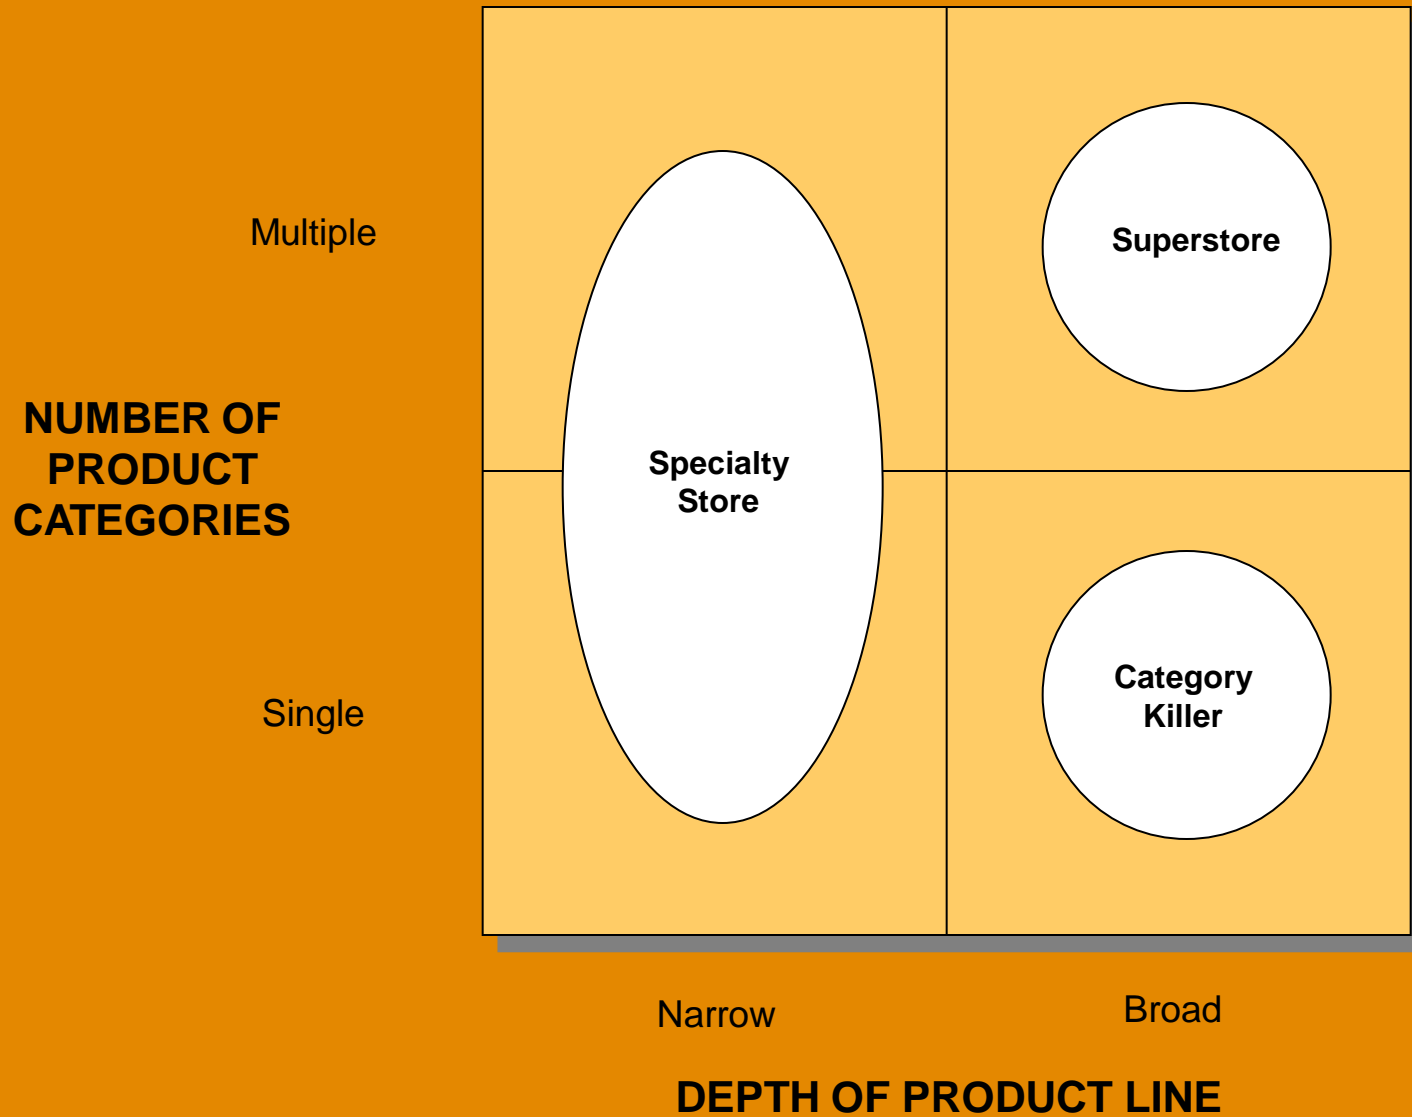 Multiple
Superstore
NUMBER OF
PRODUCT
CATEGORIES
Specialty
Store
Single
Category
Killer
Narrow
Broad
DEPTH OF PRODUCT LINE